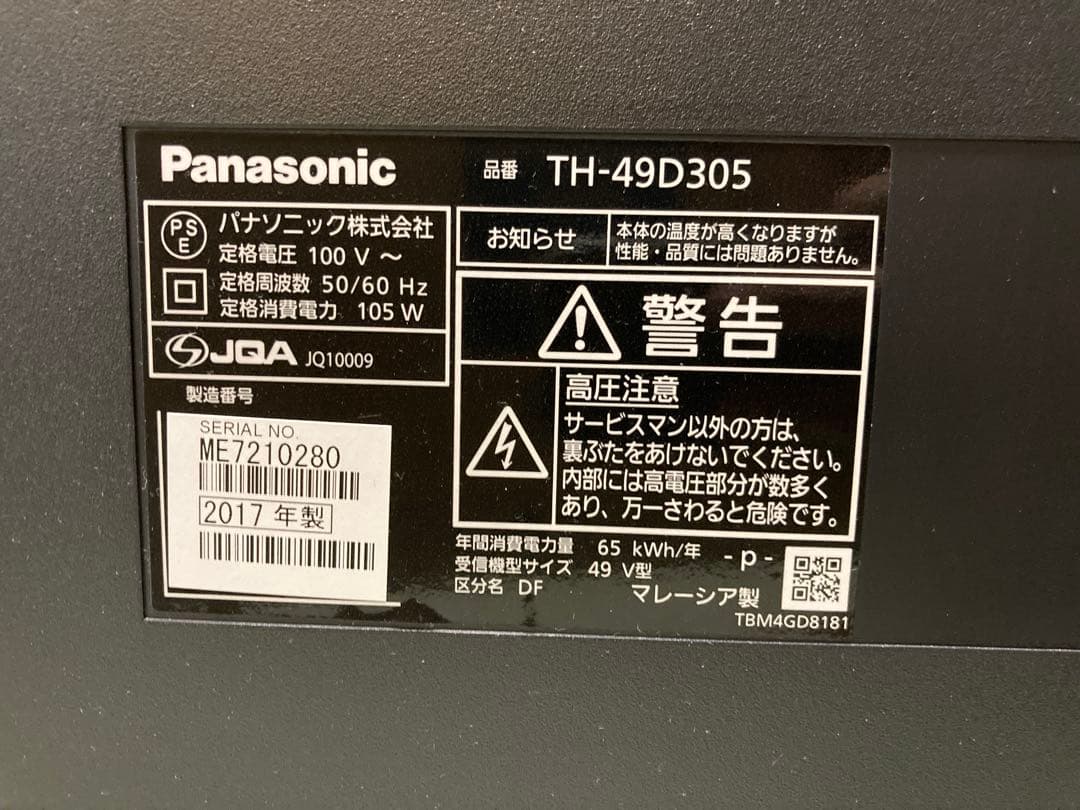 Panasonic
品番 TH-49D305
PS
E
パナソニック株式会社
定格電圧 100 V ～
定格周波数 50/60 Hz
定格消費電力 105 W
JQA JQ10009
製造番号
SERIAL NO.
ME7210280
2017 年製
お知らせ
本体の温度が高くなりますが
性能・品質には問題ありません。
警告
高圧注意
サービスマン以外の方は、
裏ぶたをあけないでください。
内部には高電圧部分が数多く
あり、万一さわると危険です。
年間消費電力量 65 kWh/年
受信機型サイズ 49 V型
区分名 DF
- p -
マレーシア製
TBM4GD8181